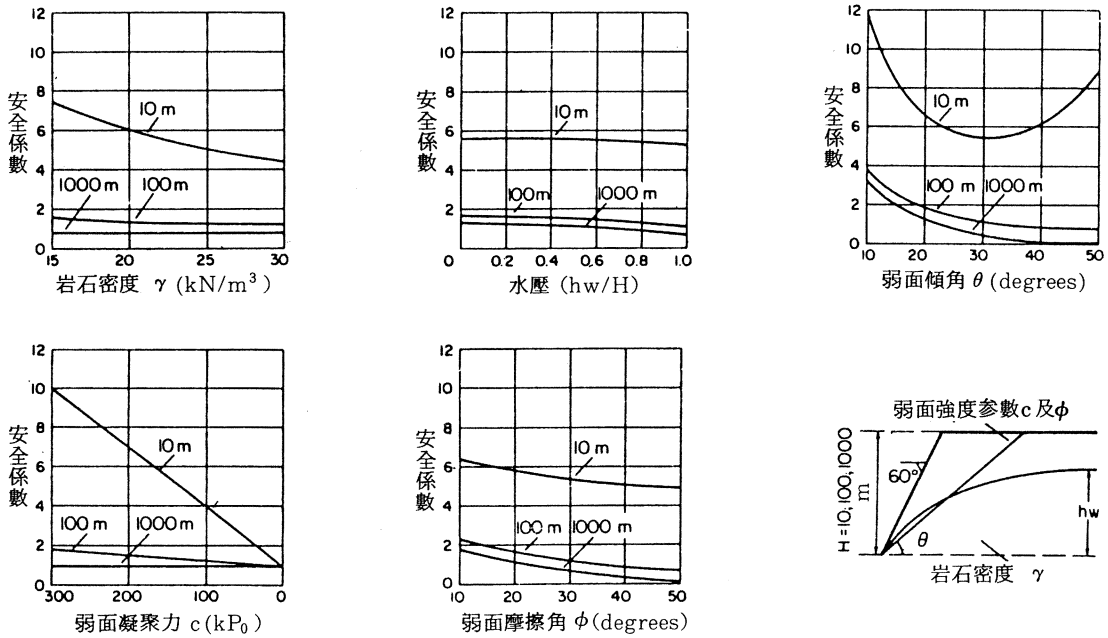 安全係數
12
10
8
6
4
2
0
10 m
1000 m
100 m
15
20
25
30
岩石密度 γ (kN/m³)
安全係數
12
10
8
6
4
2
0
10 m
100 m
1000 m
0
0.2
0.4
0.6
0.8
1.0
水壓 (hw/H)
安全係數
12
10
8
6
4
2
0
10 m
100 m
1000 m
10
20
30
40
50
弱面傾角 θ (degrees)
安全係數
12
10
8
6
4
2
0
10 m
100 m
1000 m
300
200
100
0
弱面凝聚力 c (kP₀)
安全係數
12
10
8
6
4
2
0
10 m
100 m
1000 m
10
20
30
40
50
弱面摩擦角 ϕ (degrees)
弱面強度參數 c 及 ϕ
H = 10, 100, 1000
m
60°
θ
hw
岩石密度 γ